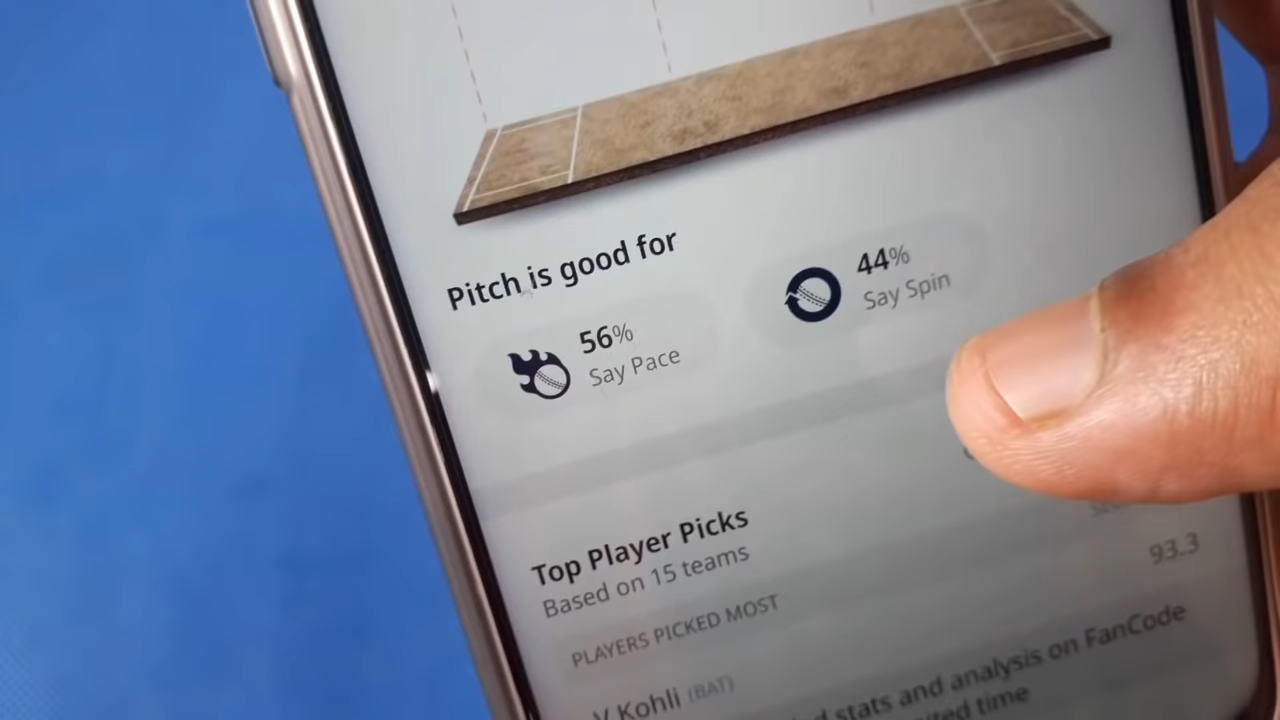 Pitch is good for
56%
Say Pace
44%
Say Spin
Top Player Picks
Based on 15 teams
PLAYERS PICKED MOST
93.3
V Kohli (BAT)
stats and analysis on FanCode
time